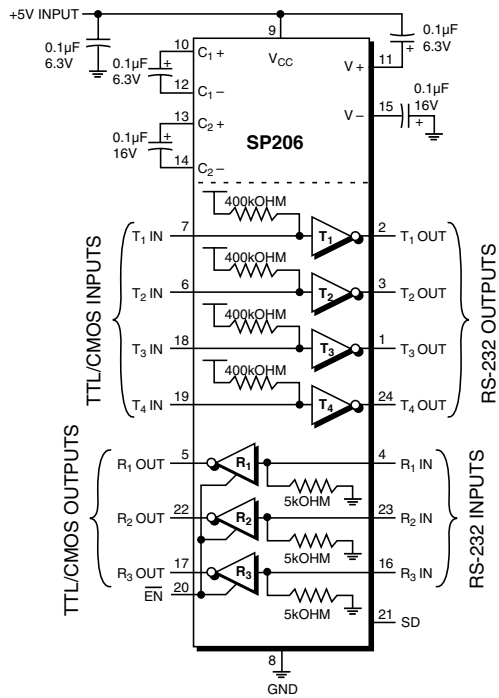 +5V INPUT
0.1µF
6.3V
9
VCC
0.1µF
6.3V
10
C1 +
V +
11
0.1µF
6.3V
12
C1 –
0.1µF
16V
13
C2 +
V –
15
0.1µF
16V
14
C2 –
SP206
400kOHM
T1 IN
7
T1
2
T1 OUT
400kOHM
T2 IN
6
T2
3
T2 OUT
400kOHM
T3 IN
18
T3
1
T3 OUT
400kOHM
T4 IN
19
T4
24
T4 OUT
TTL/CMOS INPUTS
RS-232 OUTPUTS
R1 OUT
5
R1
4
R1 IN
5kOHM
R2 OUT
22
R2
23
R2 IN
5kOHM
R3 OUT
17
R3
16
R3 IN
5kOHM
TTL/CMOS OUTPUTS
RS-232 INPUTS
EN
20
21
SD
8
GND